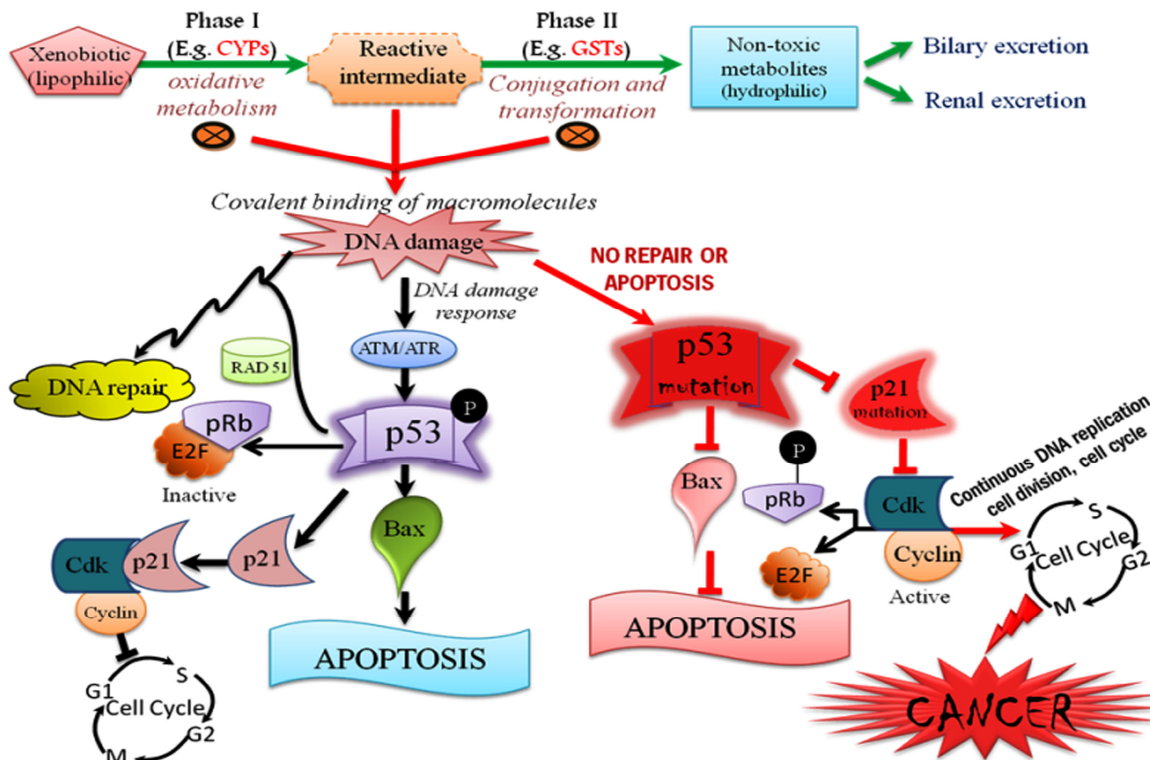 Phase I
(E.g. CYPs)
oxidative
metabolism
Phase II
(E.g. GSTs)
Conjugation and
transformation
Xenobiotic
(lipophilic)
Reactive
intermediate
Non-toxic
metabolites
(hydrophilic)
Bilary excretion
Renal excretion
Covalent binding of macromolecules
DNA damage
NO REPAIR OR
APOPTOSIS
DNA damage
response
ATM/ATR
RAD 51
DNA repair
p53
P
pRb
E2F
Inactive
Bax
p21
p21
Cdk
Cyclin
G1
S
G2
M
Cell Cycle
APOPTOSIS
p53
mutation
p21
mutation
Bax
P
pRb
E2F
Cdk
Cyclin
Active
Continuous DNA replication
cell division, cell cycle
G1
S
G2
M
Cell Cycle
APOPTOSIS
CANCER